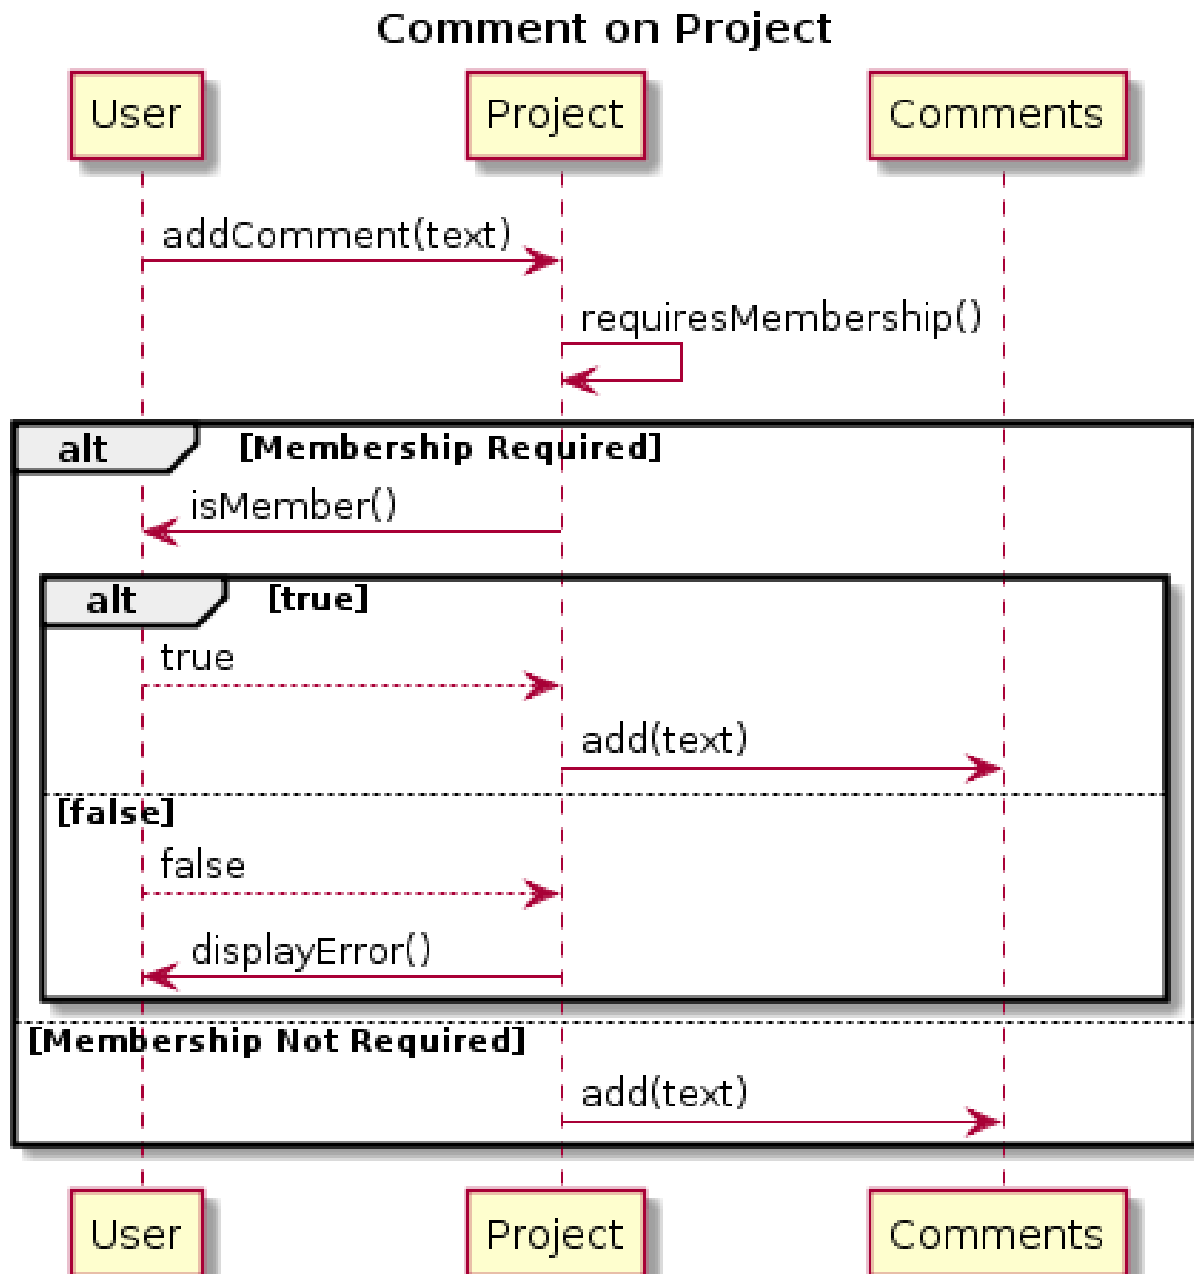 Comment on Project
User Project Comments
addComment(text)
requiresMembership()
alt [Membership Required]
isMember()
alt [true]
true
add(text)
[false]
false
displayError()
[Membership Not Required]
add(text)
User Project Comments